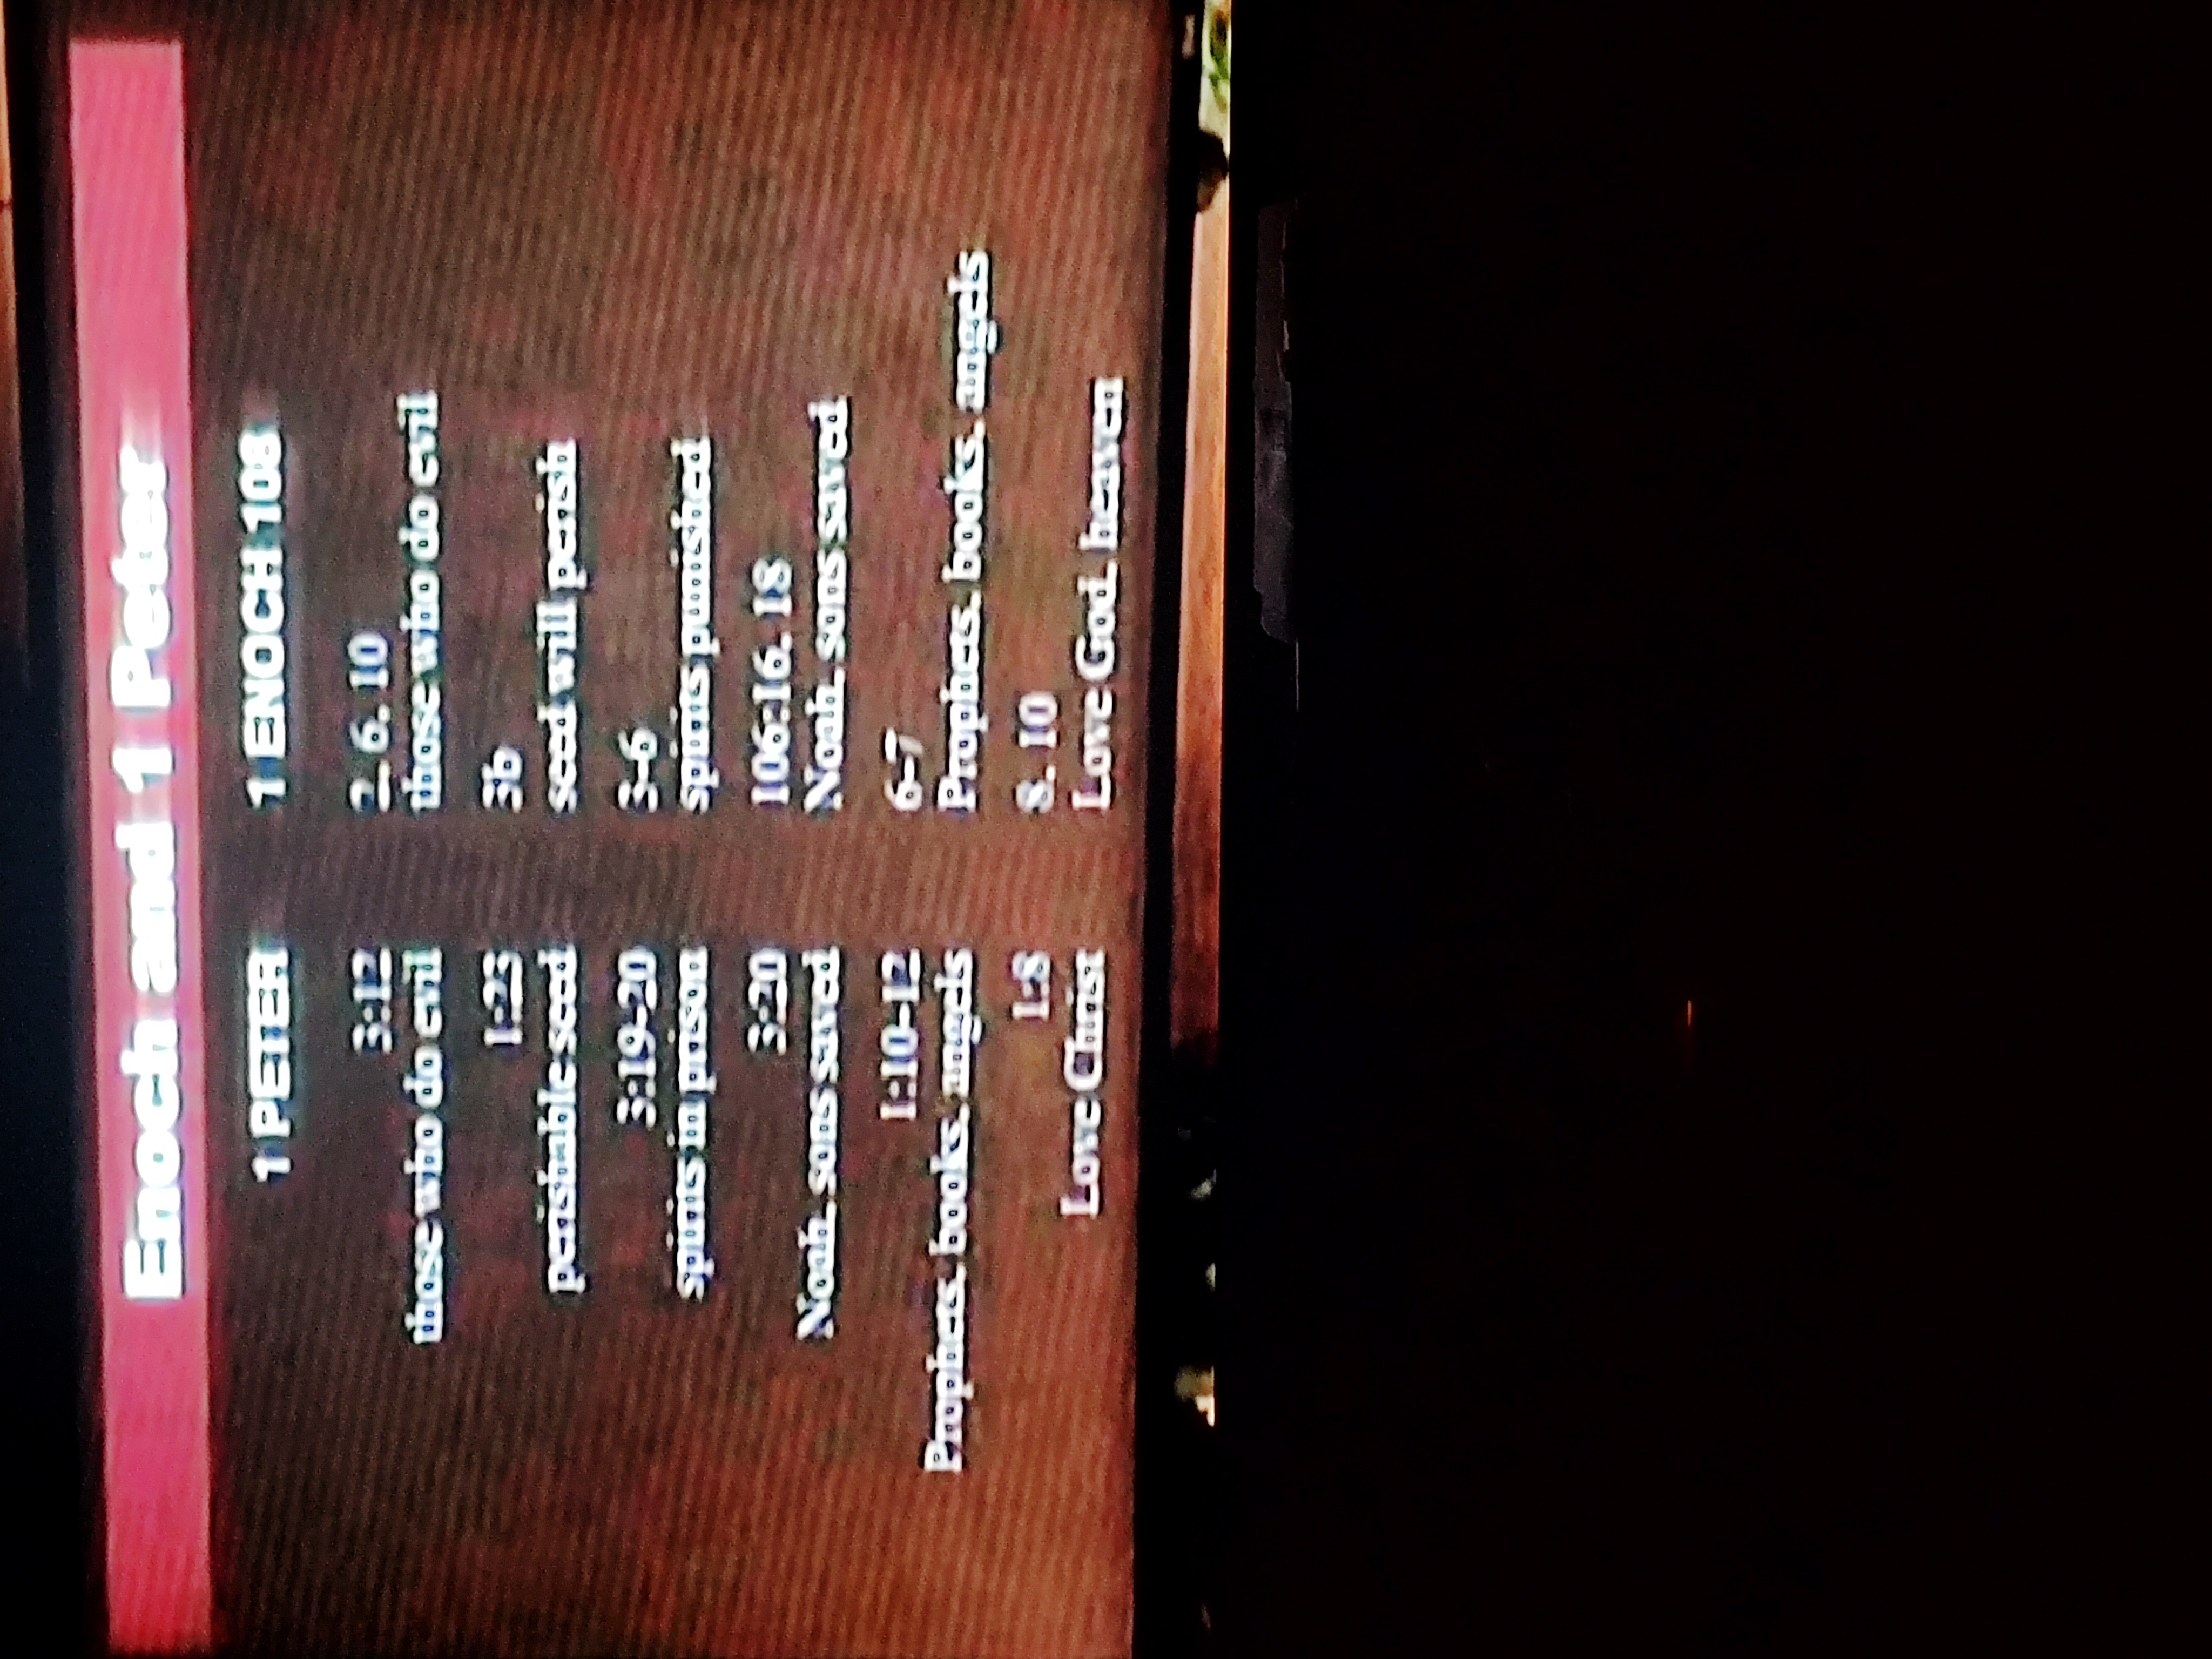 Enoch and 1 Peter
1 PETER 1 ENOCH 108
3:12 2, 6, 10
those who do evil those who do evil
1:23 3b
perishable seed seed will perish
3:19-20 3-6
spirits in prison spirits punished
3:20 106:16, 18
Noah, sons saved Noah, sons saved
1:10-12 6-7
Prophets, books, angels Prophets, books, angels
1:8 8, 10
Love Christ Love God, heaven